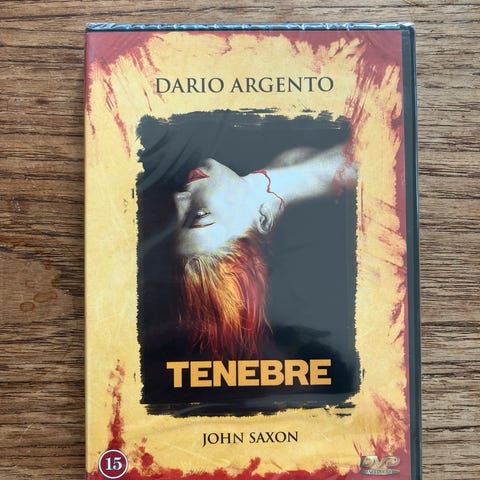 DARIO ARGENTO
TENEBRE
JOHN SAXON
15
DVD